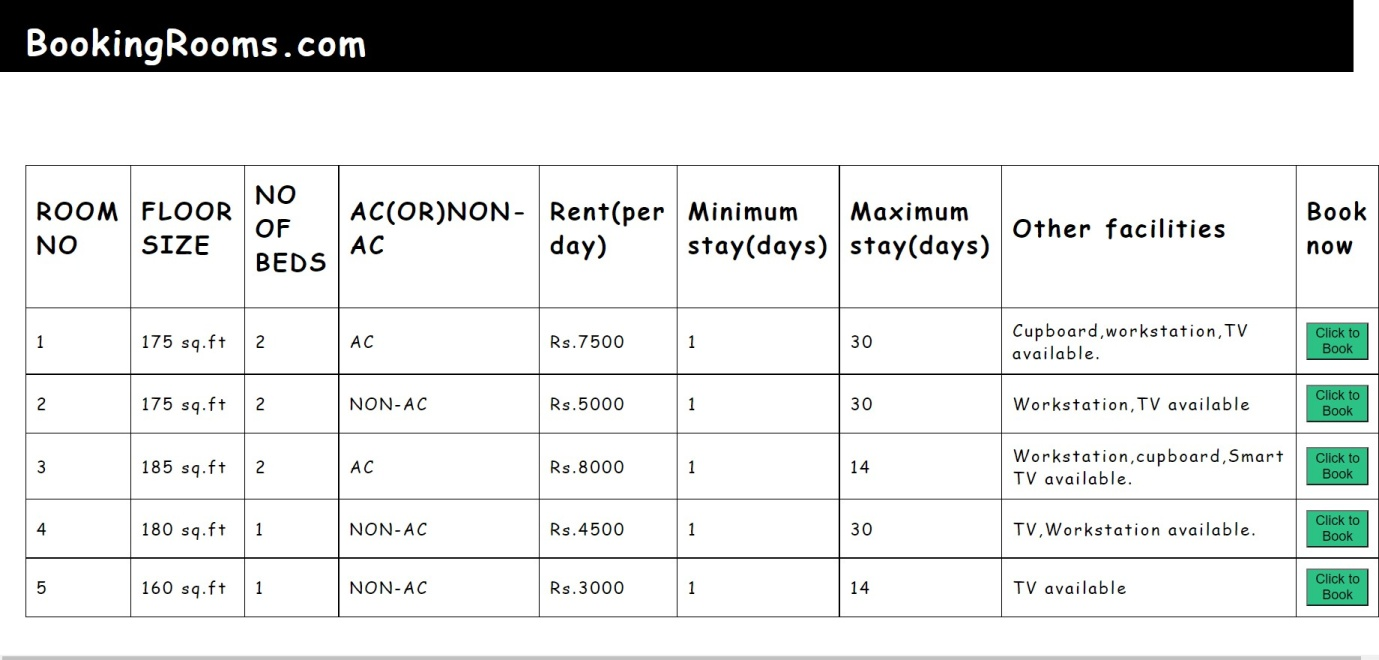 BookingRooms.com
ROOM NO
FLOOR SIZE
NO OF BEDS
AC(OR)NON-AC
Rent(per day)
Minimum stay(days)
Maximum stay(days)
Other facilities
Book now
1 175 sq.ft 2 AC Rs.7500 1 30 Cupboard,workstation,TV available. Click to Book
2 175 sq.ft 2 NON-AC Rs.5000 1 30 Workstation,TV available Click to Book
3 185 sq.ft 2 AC Rs.8000 1 14 Workstation,cupboard,Smart TV available. Click to Book
4 180 sq.ft 1 NON-AC Rs.4500 1 30 TV,Workstation available. Click to Book
5 160 sq.ft 1 NON-AC Rs.3000 1 14 TV available Click to Book